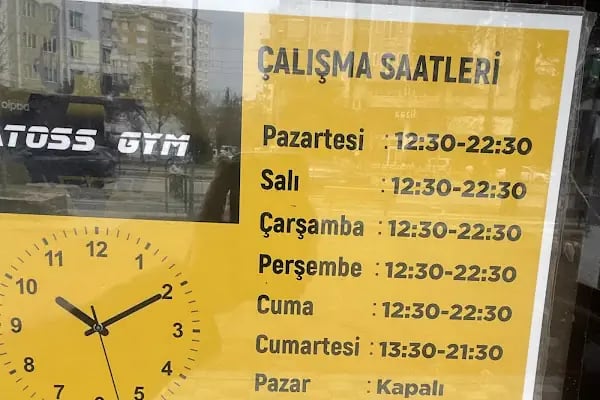 ÇALIŞMA SAATLERİ
ATOSS GYM
Pazartesi : 12:30-22:30
Salı : 12:30-22:30
Çarşamba : 12:30-22:30
Perşembe : 12:30-22:30
Cuma : 12:30-22:30
Cumartesi : 13:30-21:30
Pazar : Kapalı
12
11 1
10 2
9 3
8 4
7 5